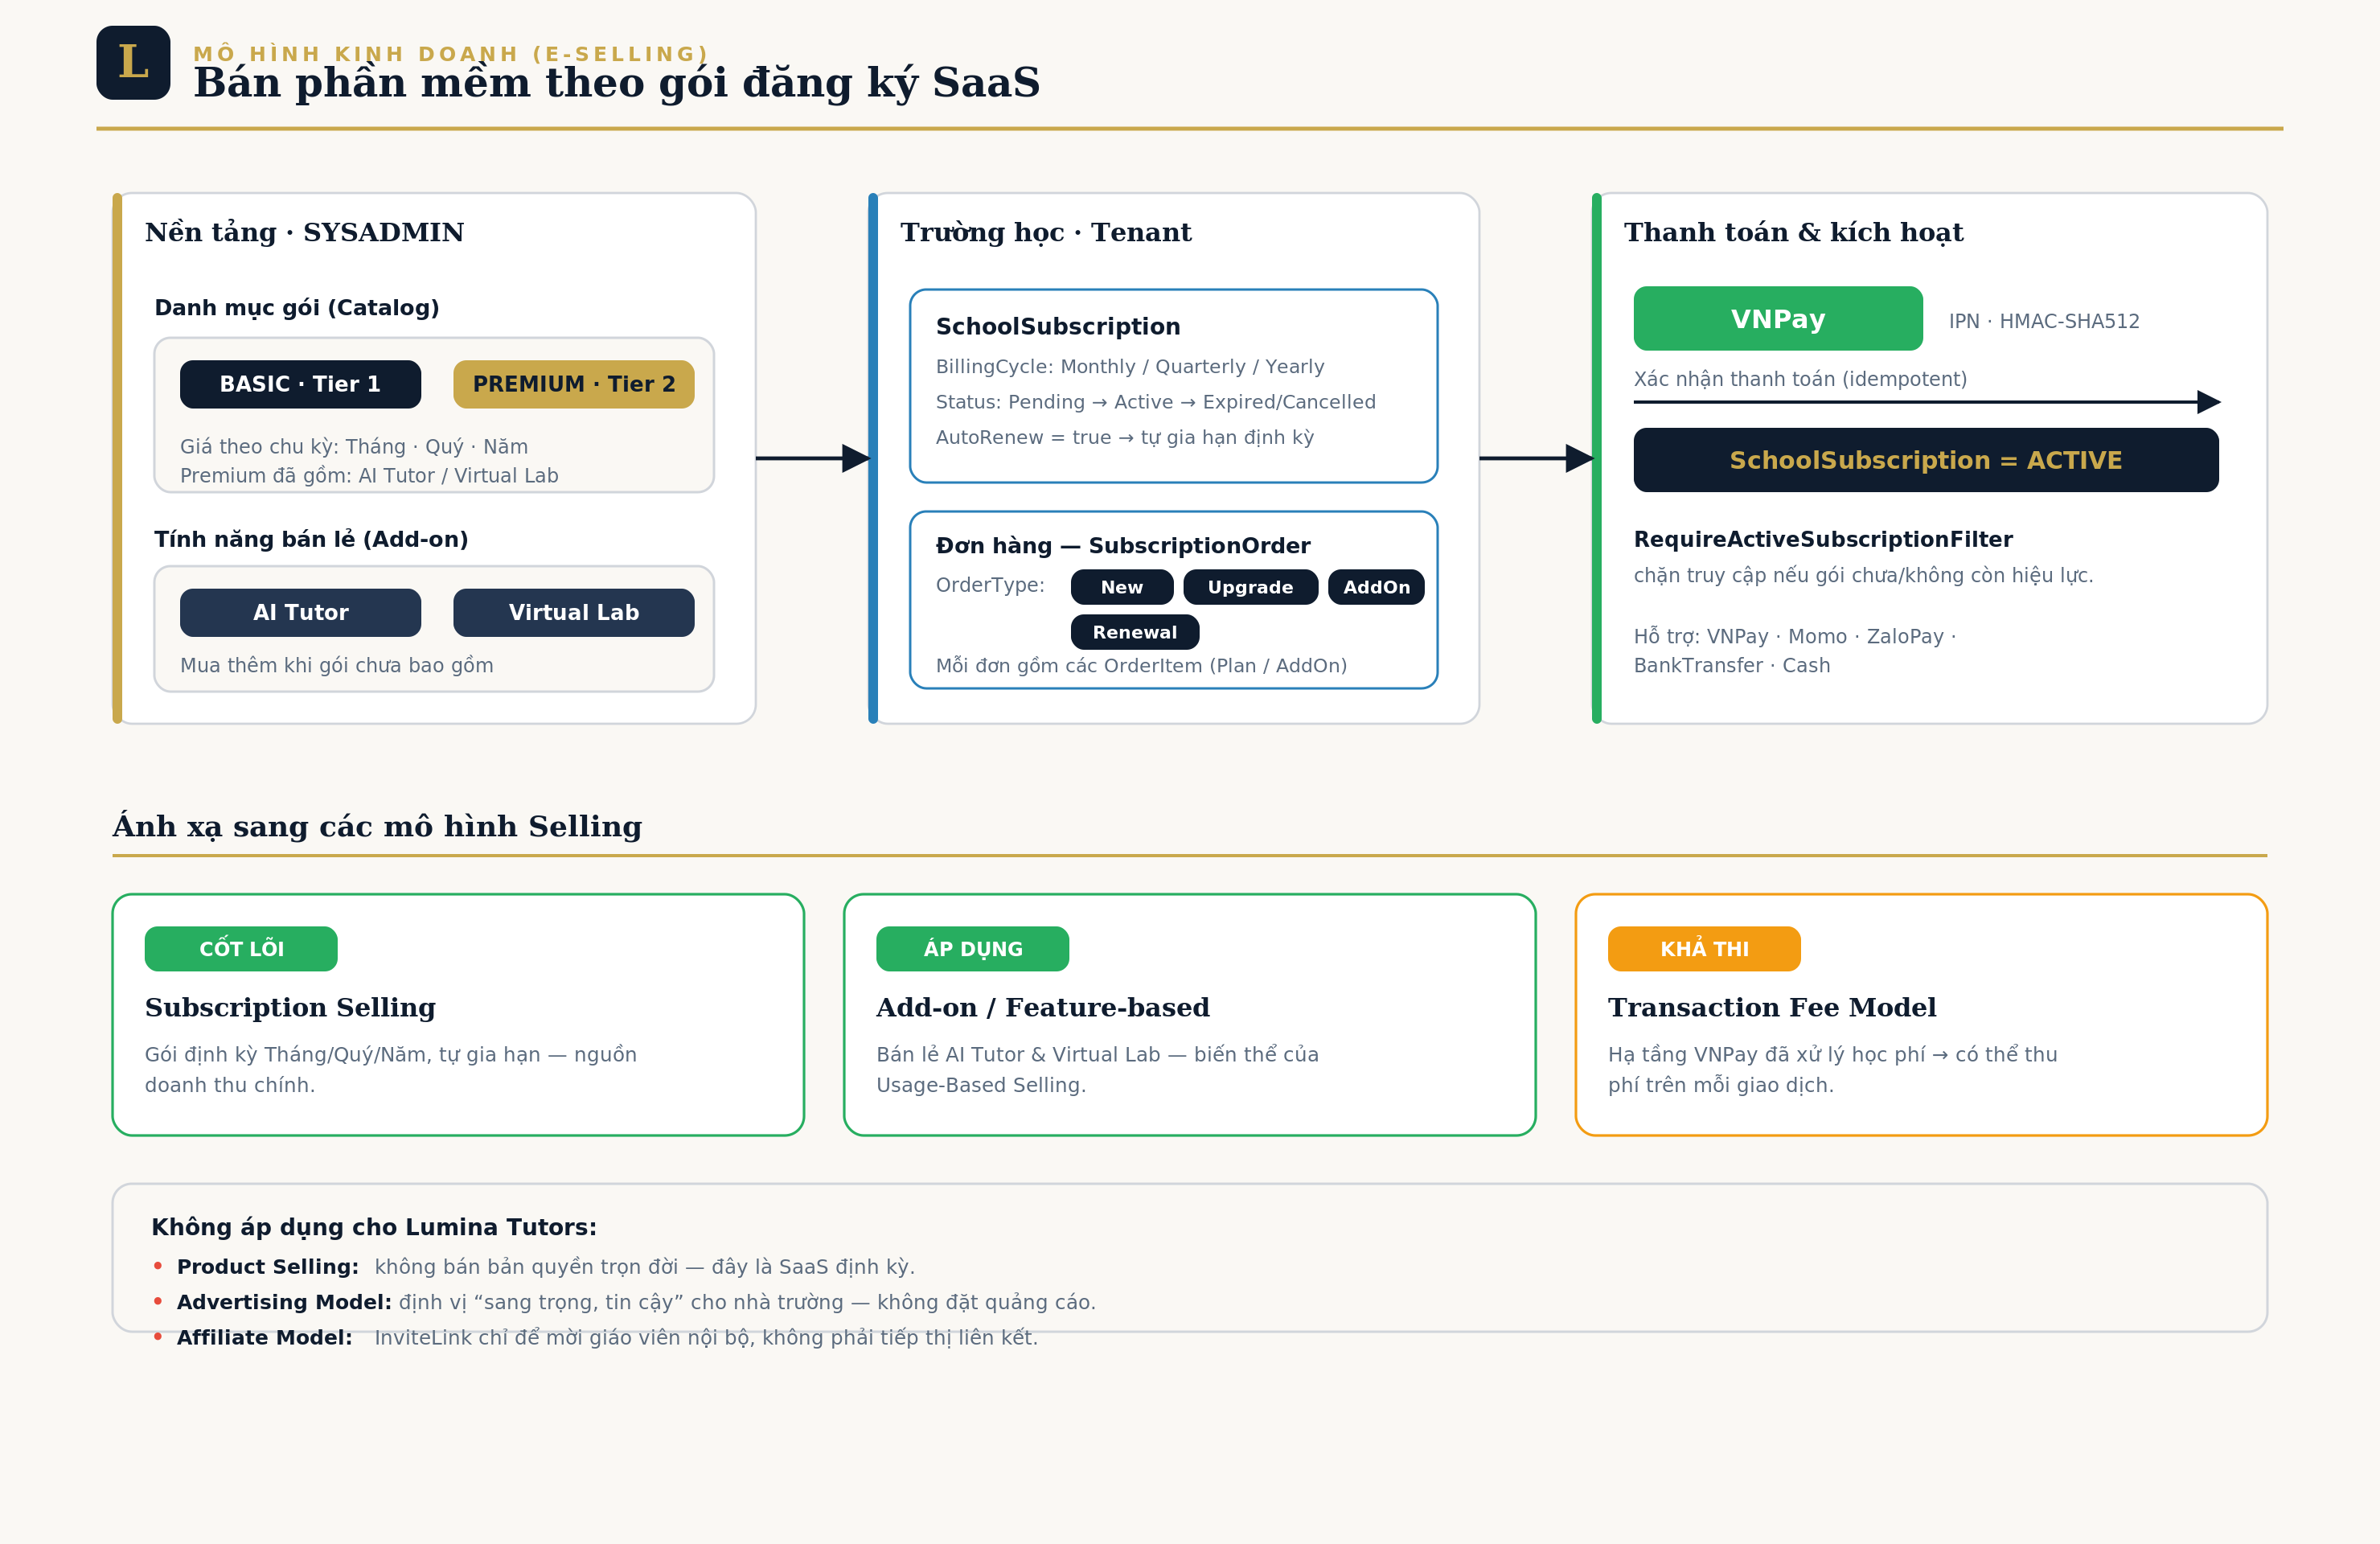 L
MÔ HÌNH KINH DOANH (E-SELLING)
Bán phần mềm theo gói đăng ký SaaS
Nền tảng · SYSADMIN
Danh mục gói (Catalog)
BASIC · Tier 1
PREMIUM · Tier 2
Giá theo chu kỳ: Tháng · Quý · Năm
Premium đã gồm: AI Tutor / Virtual Lab
Tính năng bán lẻ (Add-on)
AI Tutor
Virtual Lab
Mua thêm khi gói chưa bao gồm
Trường học · Tenant
SchoolSubscription
BillingCycle: Monthly / Quarterly / Yearly
Status: Pending → Active → Expired/Cancelled
AutoRenew = true → tự gia hạn định kỳ
Đơn hàng — SubscriptionOrder
OrderType: New Upgrade AddOn
Renewal
Mỗi đơn gồm các OrderItem (Plan / AddOn)
Thanh toán & kích hoạt
VNPay
IPN · HMAC-SHA512
Xác nhận thanh toán (idempotent)
SchoolSubscription = ACTIVE
RequireActiveSubscriptionFilter
chặn truy cập nếu gói chưa/không còn hiệu lực.
Hỗ trợ: VNPay · Momo · ZaloPay ·
BankTransfer · Cash
Ánh xạ sang các mô hình Selling
CỐT LÕI
Subscription Selling
Gói định kỳ Tháng/Quý/Năm, tự gia hạn — nguồn
doanh thu chính.
ÁP DỤNG
Add-on / Feature-based
Bán lẻ AI Tutor & Virtual Lab — biến thể của
Usage-Based Selling.
KHẢ THI
Transaction Fee Model
Hạ tầng VNPay đã xử lý học phí → có thể thu
phí trên mỗi giao dịch.
Không áp dụng cho Lumina Tutors:
• Product Selling: không bán bản quyền trọn đời — đây là SaaS định kỳ.
• Advertising Model: định vị “sang trọng, tin cậy” cho nhà trường — không đặt quảng cáo.
• Affiliate Model: InviteLink chỉ để mời giáo viên nội bộ, không phải tiếp thị liên kết.